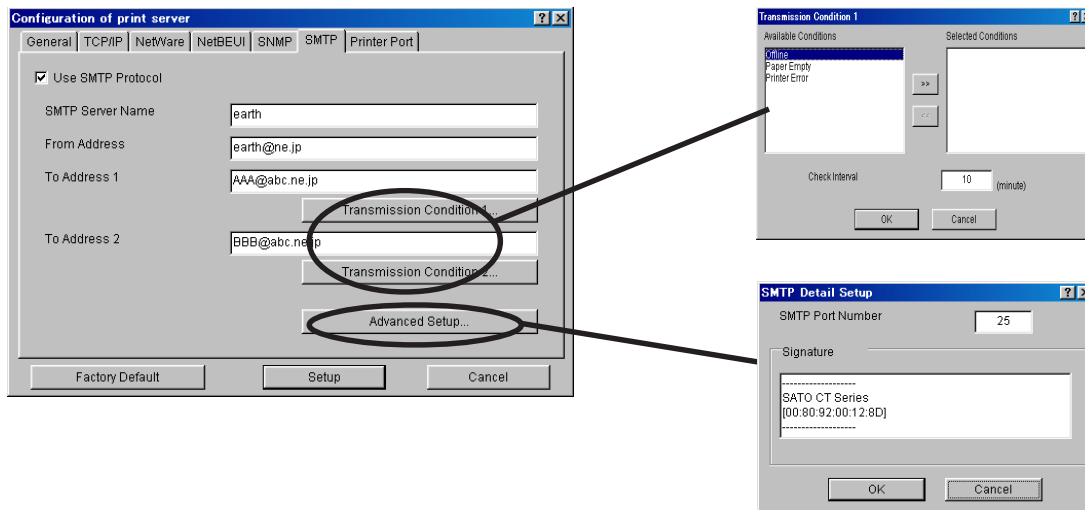 Configuration of print server
General TCP/IP NetWare NetBEUI SNMP SMTP Printer Port
Use SMTP Protocol
SMTP Server Name earth
From Address earth@ne.jp
To Address 1 AAA@abc.ne.jp
Transmission Condition 1...
To Address 2 BBB@abc.ne.jp
Transmission Condition 2...
Advanced Setup...
Factory Default Setup Cancel
Transmission Condition 1
Available Conditions Selected Conditions
Offline
Paper Empty
Printer Error
>>
<<
Check Interval 10 (minute)
OK Cancel
SMTP Detail Setup
SMTP Port Number 25
Signature
-------------------
SATO CT Series
[00:80:92:00:12:8D]
-------------------
OK Cancel